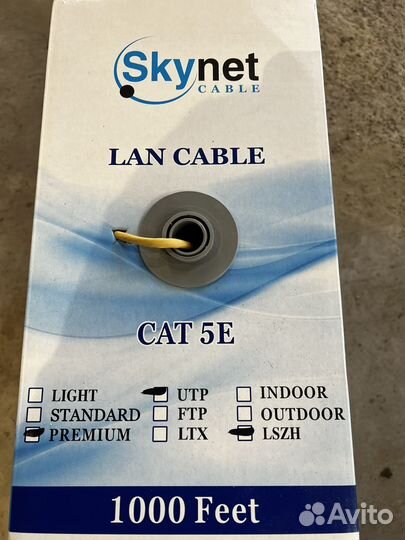 Skynet
CABLE
LAN CABLE
CAT 5E
LIGHT UTP INDOOR
STANDARD FTP OUTDOOR
PREMIUM LTX LSZH
1000 Feet
Avito